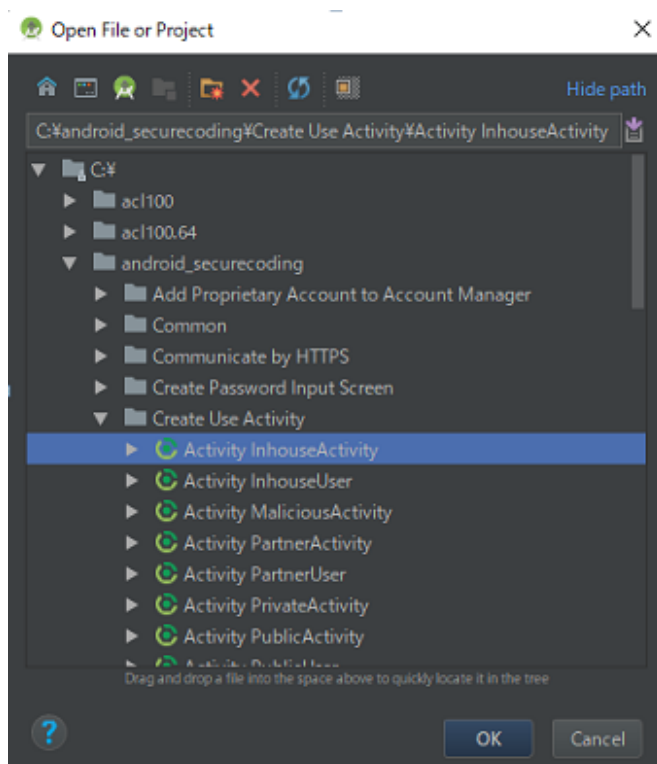 Open File or Project
Hide path
C:¥android_securecoding¥Create Use Activity¥Activity InhouseActivity
C:¥
acl100
acl100.64
android_securecoding
Add Proprietary Account to Account Manager
Common
Communicate by HTTPS
Create Password Input Screen
Create Use Activity
Activity InhouseActivity
Activity InhouseUser
Activity MaliciousActivity
Activity PartnerActivity
Activity PartnerUser
Activity PrivateActivity
Activity PublicActivity
Drag and drop a file into the space above to quickly locate it in the tree
?
OK
Cancel